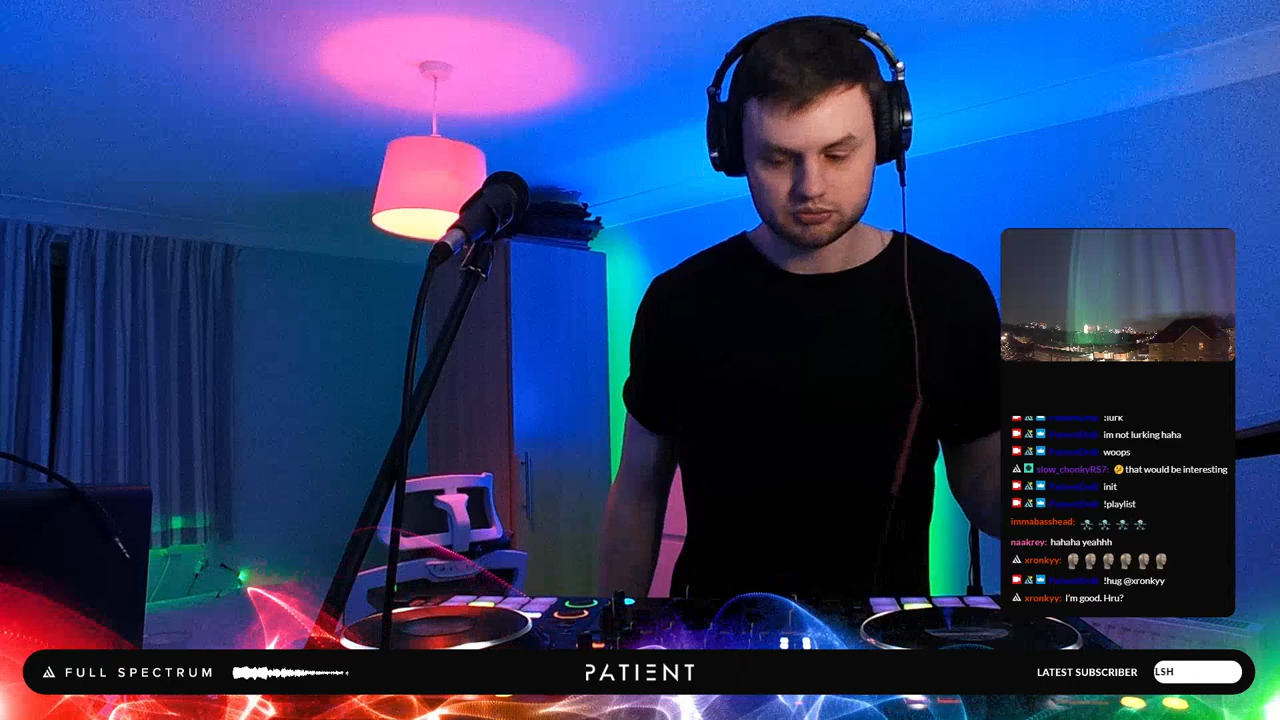 !lurk
im not lurking haha
woops
slow_chonkyRS7: that would be interesting
init
!playlist
immabasshead:
naakrey: hahaha yeahhh
xronkyy:
!hug @xronkyy
xronkyy: I'm good. Hru?
FULL SPECTRUM
PATIENT
LATEST SUBSCRIBER
LSH